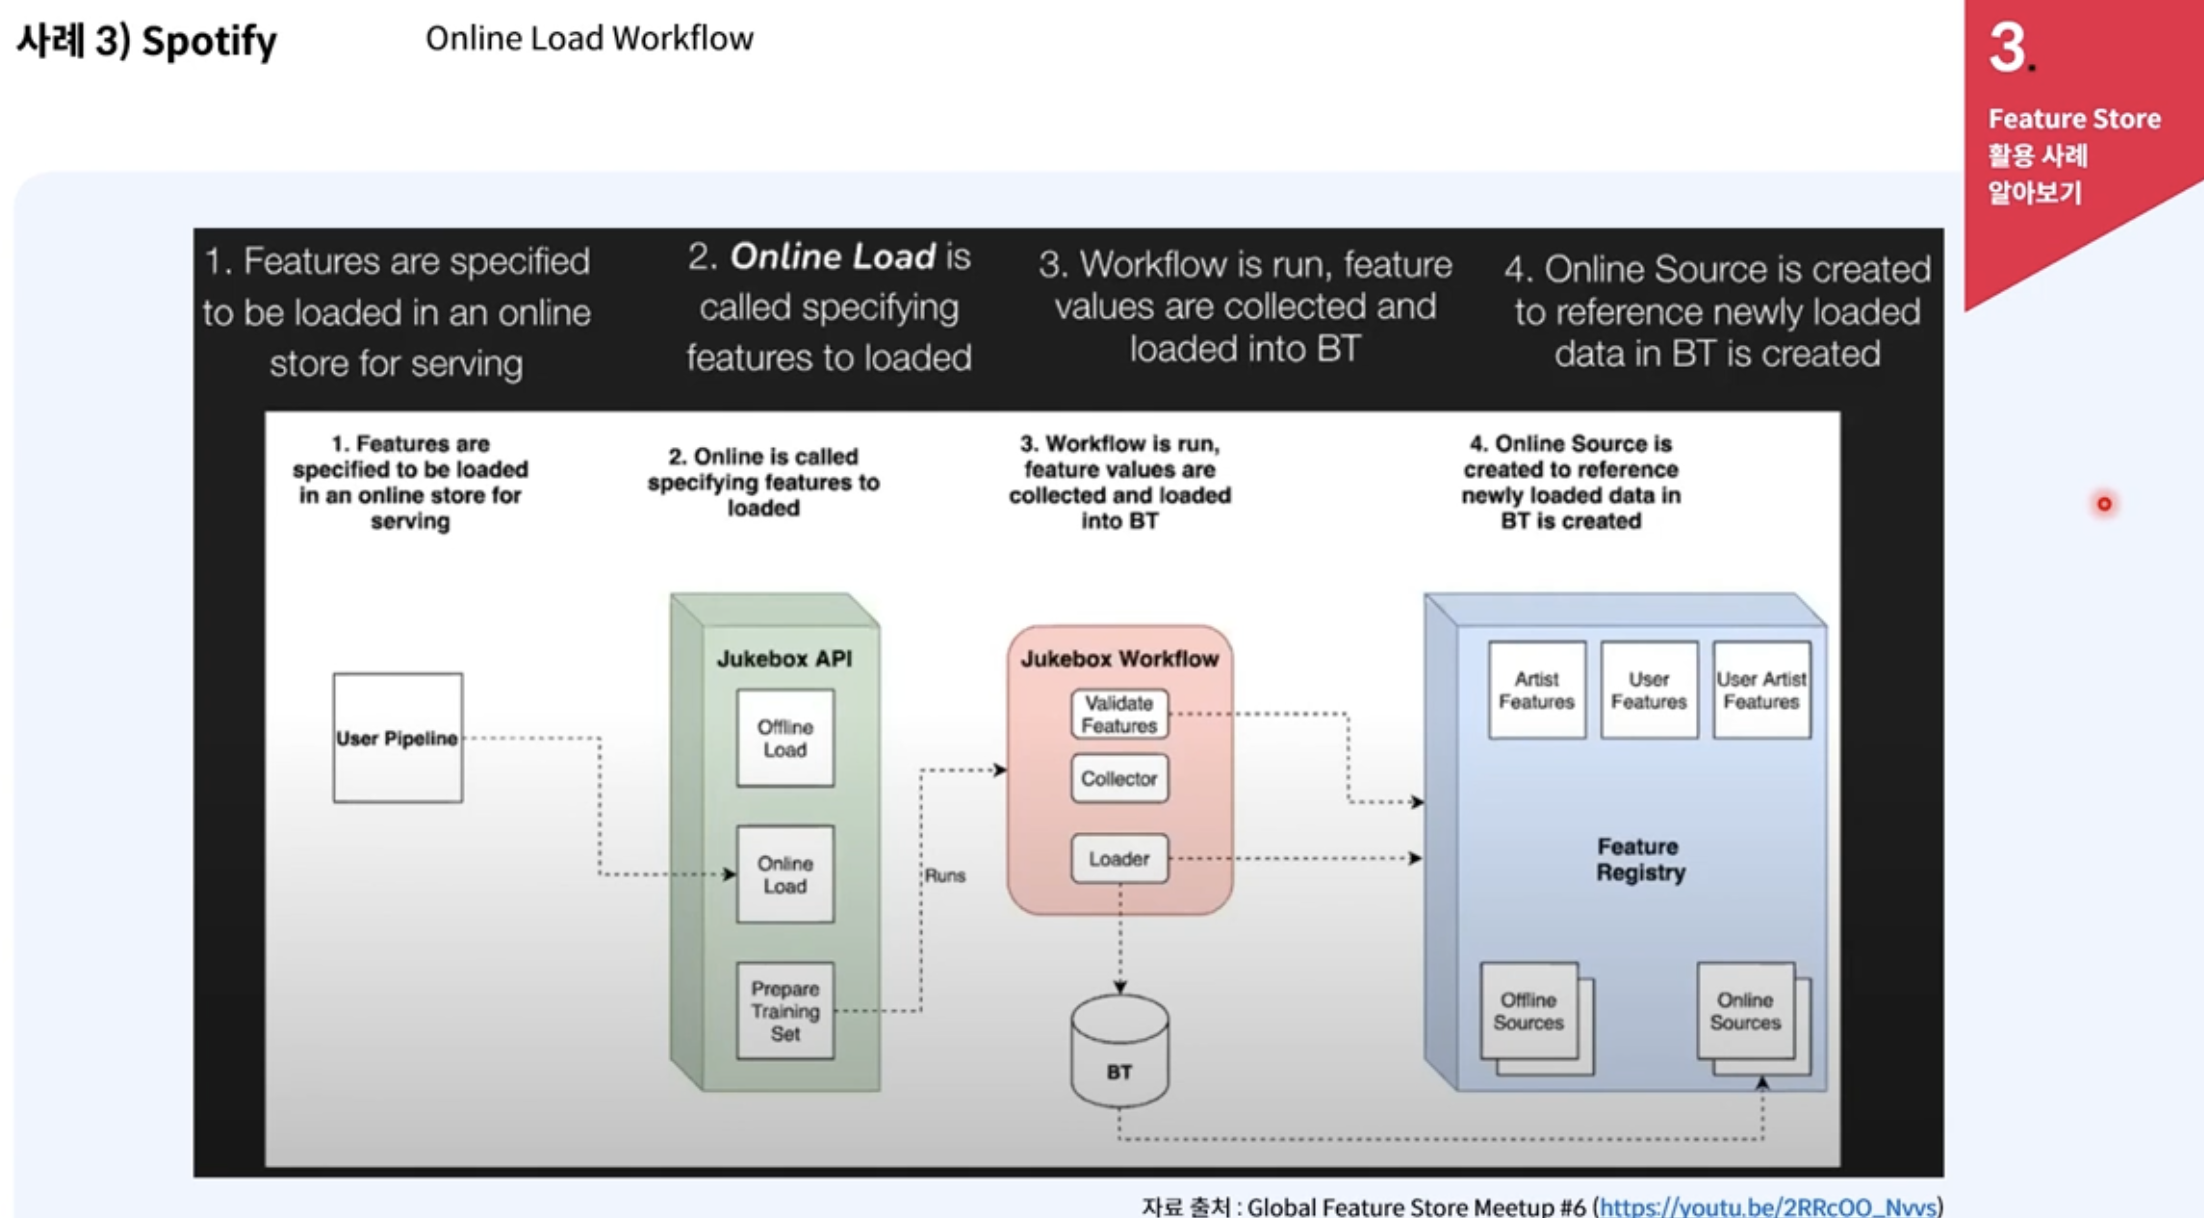 사례 3) Spotify
Online Load Workflow
3.
Feature Store
활용 사례
알아보기
1. Features are specified
to be loaded in an online
store for serving
2. Online Load is
called specifying
features to loaded
3. Workflow is run, feature
values are collected and
loaded into BT
4. Online Source is created
to reference newly loaded
data in BT is created
1. Features are
specified to be loaded
in an online store for
serving
2. Online is called
specifying features to
loaded
3. Workflow is run,
feature values are
collected and loaded
into BT
4. Online Source is
created to reference
newly loaded data in
BT is created
User Pipeline
Jukebox API
Offline
Load
Online
Load
Prepare
Training
Set
Runs
Jukebox Workflow
Validate
Features
Collector
Loader
BT
Artist
Features
User
Features
User Artist
Features
Feature
Registry
Offline
Sources
Online
Sources
자료 출처 : Global Feature Store Meetup #6 (https://youtu.be/2RRcOO_Nvvs)